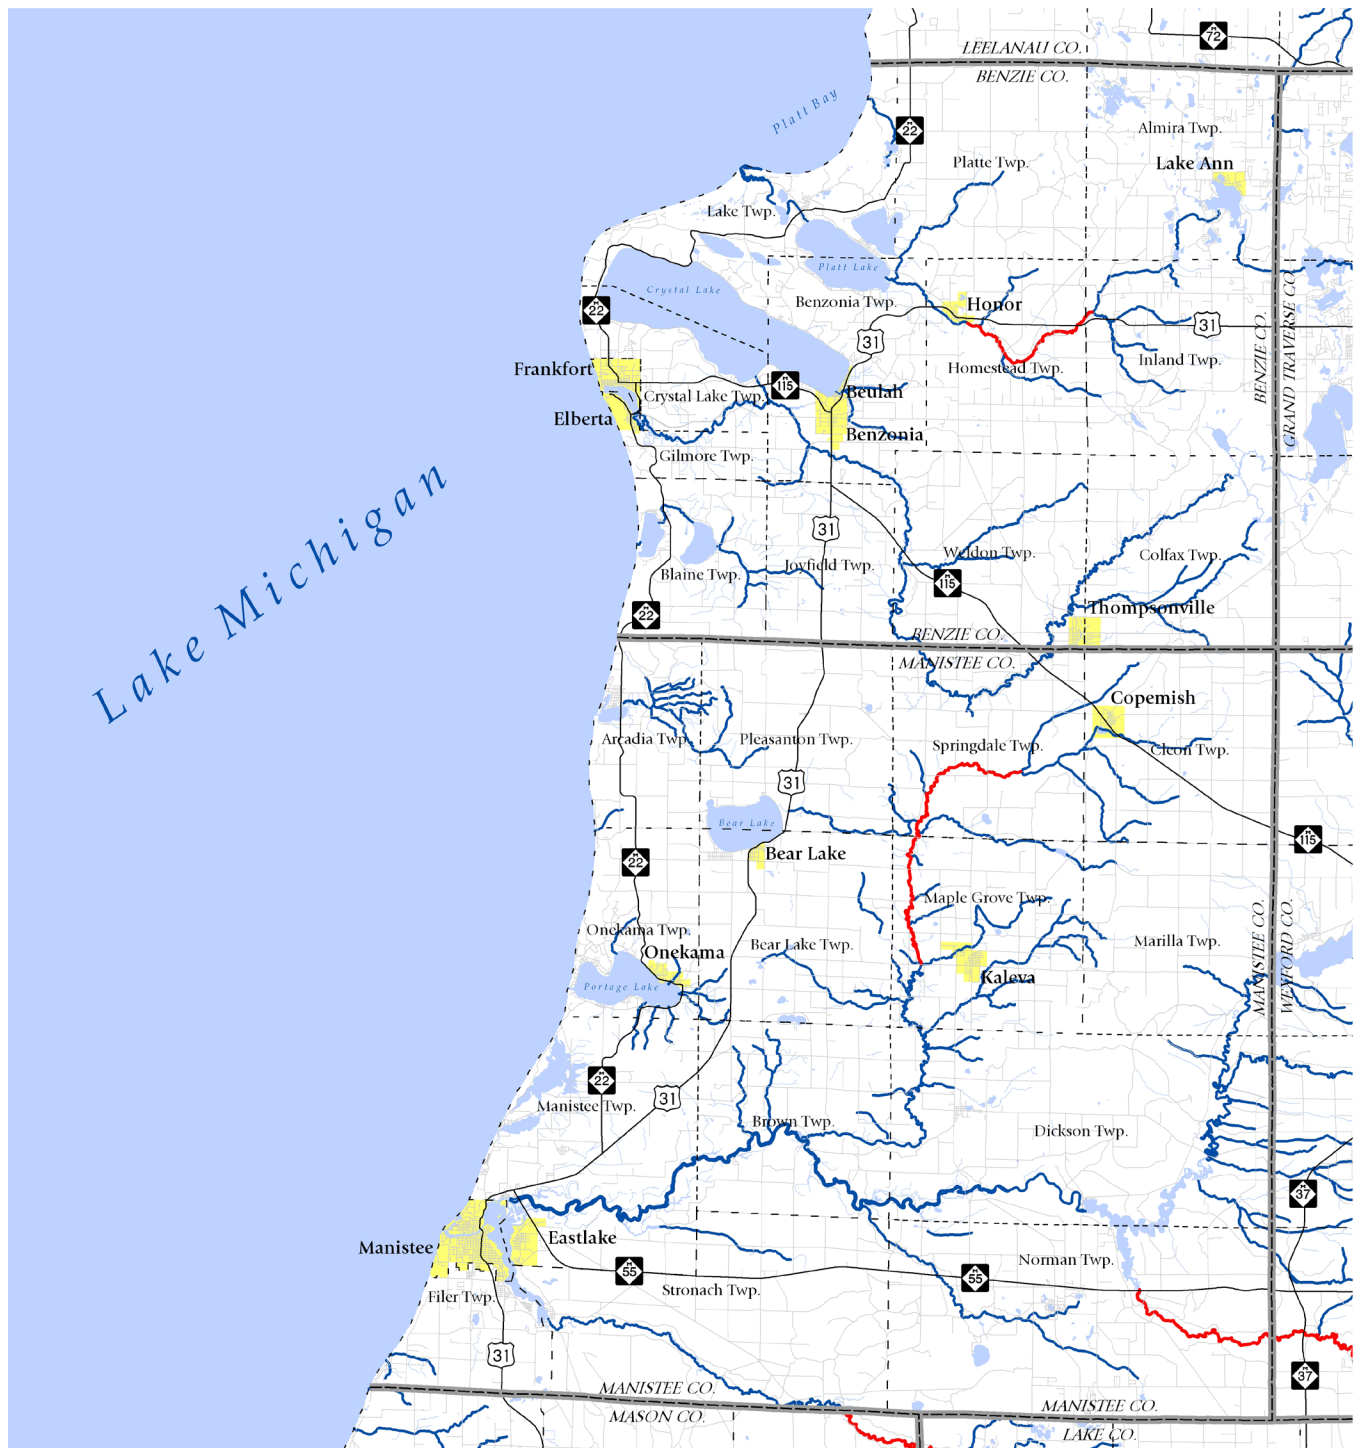 M
72
LEELANAU CO.
BENZIE CO.
Platt Bay
M
22
Almira Twp.
Platte Twp.
Lake Ann
Lake Twp.
Platt Lake
Crystal Lake
Benzonia Twp.
Honor
M
22
31
31
Inland Twp.
Homestead Twp.
BENZIE CO.
GRAND TRAVERSE CO.
Frankfort
M
115
Crystal Lake Twp.
Beulah
Elberta
Benzonia
Gilmore Twp.
Lake Michigan
31
Weldon Twp.
Colfax Twp.
Joyfield Twp.
Blaine Twp.
M
115
M
22
Thompsonville
BENZIE CO.
MANISTEE CO.
Copemish
Arcadia Twp.
Pleasanton Twp.
Springdale Twp.
Cleon Twp.
31
Bear Lake
M
115
Bear Lake
M
22
Maple Grove Twp.
Onekama Twp.
Bear Lake Twp.
Marilla Twp.
Onekama
Kaleva
Portage Lake
MANISTEE CO.
WEXFORD CO.
M
22
31
Manistee Twp.
Brown Twp.
Dickson Twp.
M
37
Manistee
Eastlake
M
55
Stronach Twp.
M
55
Norman Twp.
Filer Twp.
31
M
37
MANISTEE CO.
MASON CO.
MANISTEE CO.
LAKE CO.